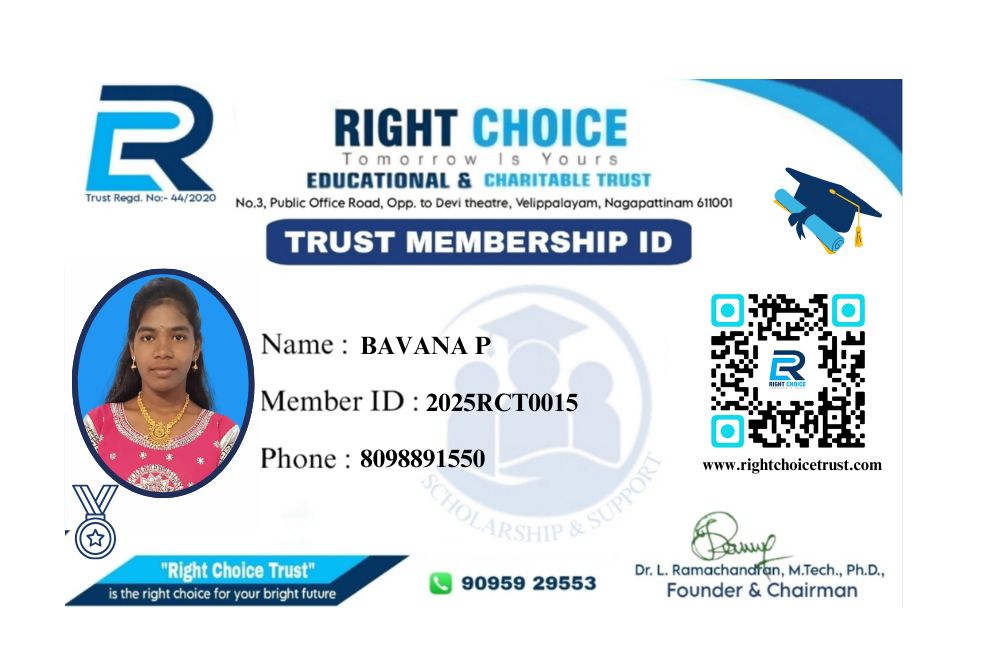 RIGHT CHOICE
Tomorrow Is Yours
EDUCATIONAL & CHARITABLE TRUST
Trust Regd. No:- 44/2020
No.3, Public Office Road, Opp. to Devi theatre, Velippalayam, Nagapattinam 611001
TRUST MEMBERSHIP ID
Name : BAVANA P
Member ID : 2025RCT0015
Phone : 8098891550
RIGHT CHOICE
www.rightchoicetrust.com
SCHOLARSHIP & SUPPORT
"Right Choice Trust"
is the right choice for your bright future
90959 29553
Dr. L. Ramachandran, M.Tech., Ph.D.,
Founder & Chairman